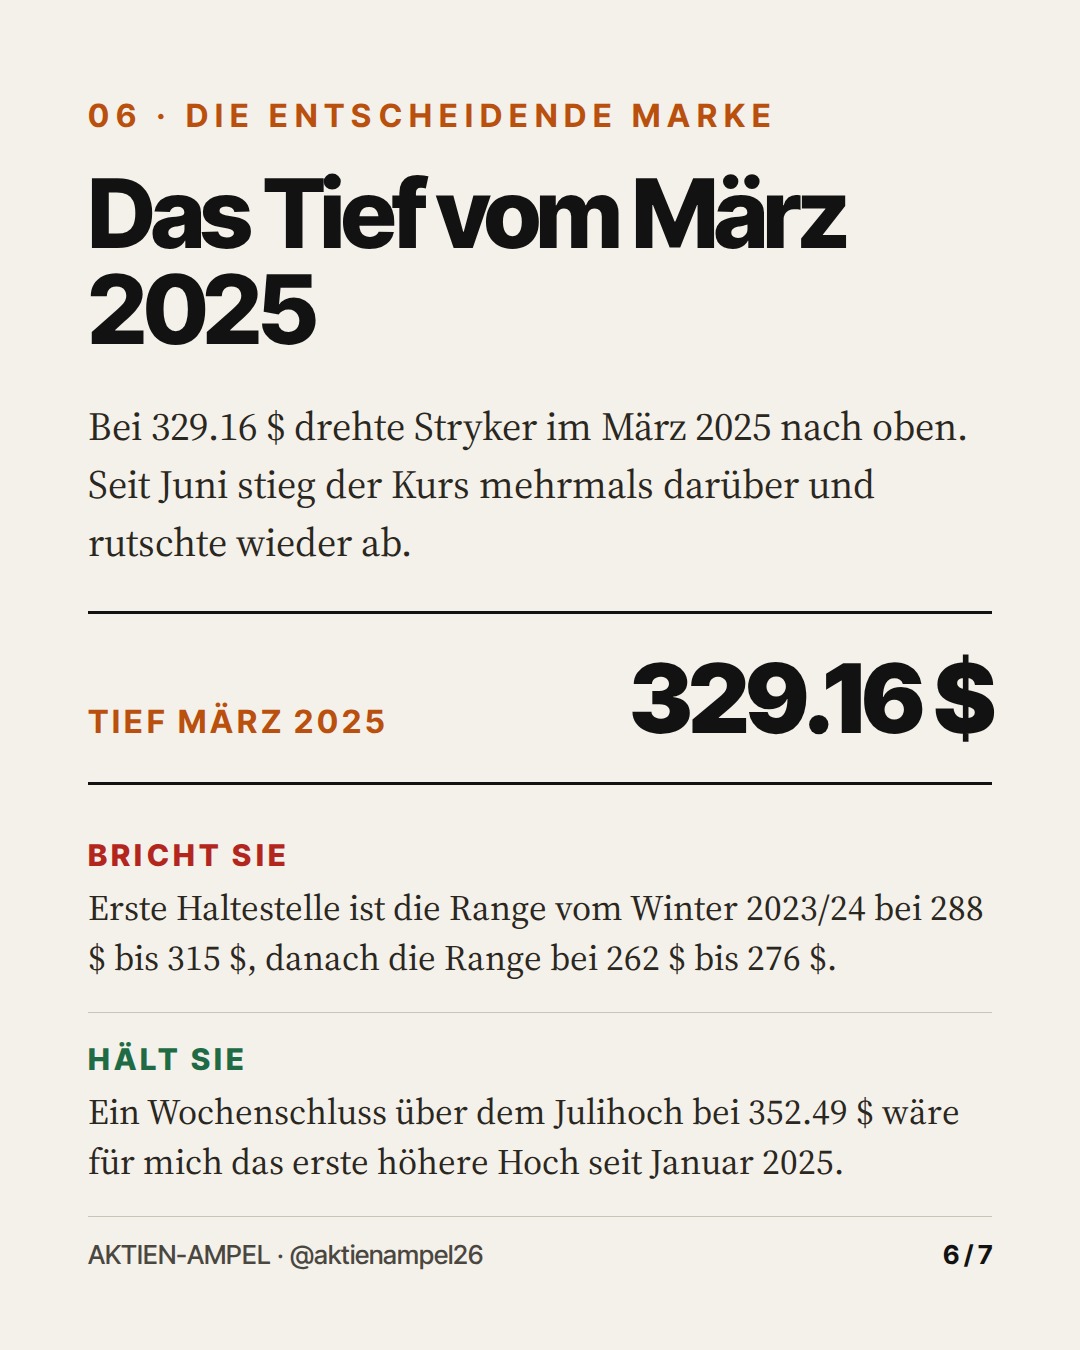 06 · DIE ENTSCHEIDENDE MARKE
Das Tief vom März
2025
Bei 329.16 $ drehte Stryker im März 2025 nach oben.
Seit Juni stieg der Kurs mehrmals darüber und
rutschte wieder ab.
TIEF MÄRZ 2025
329.16 $
BRICHT SIE
Erste Haltestelle ist die Range vom Winter 2023/24 bei 288
$ bis 315 $, danach die Range bei 262 $ bis 276 $.
HÄLT SIE
Ein Wochenschluss über dem Julihoch bei 352.49 $ wäre
für mich das erste höhere Hoch seit Januar 2025.
AKTIEN-AMPEL · @aktienampel26
6 / 7